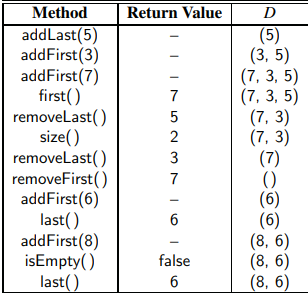 Method Return Value D
addLast(5) – (5)
addFirst(3) – (3, 5)
addFirst(7) – (7, 3, 5)
first( ) 7 (7, 3, 5)
removeLast( ) 5 (7, 3)
size( ) 2 (7, 3)
removeLast( ) 3 (7)
removeFirst( ) 7 ( )
addFirst(6) – (6)
last( ) 6 (6)
addFirst(8) – (8, 6)
isEmpty( ) false (8, 6)
last( ) 6 (8, 6)